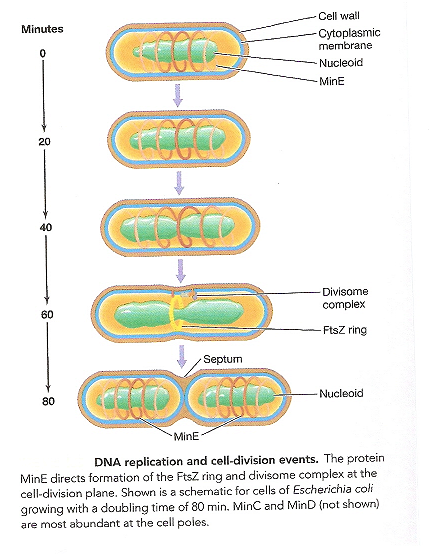 Minutes
0
20
40
60
80
Cell wall
Cytoplasmic
membrane
Nucleoid
MinE
Divisome
complex
FtsZ ring
Septum
Nucleoid
MinE
DNA replication and cell-division events. The protein
MinE directs formation of the FtsZ ring and divisome complex at the
cell-division plane. Shown is a schematic for cells of Escherichia coli
growing with a doubling time of 80 min. MinC and MinD (not shown)
are most abundant at the cell poles.